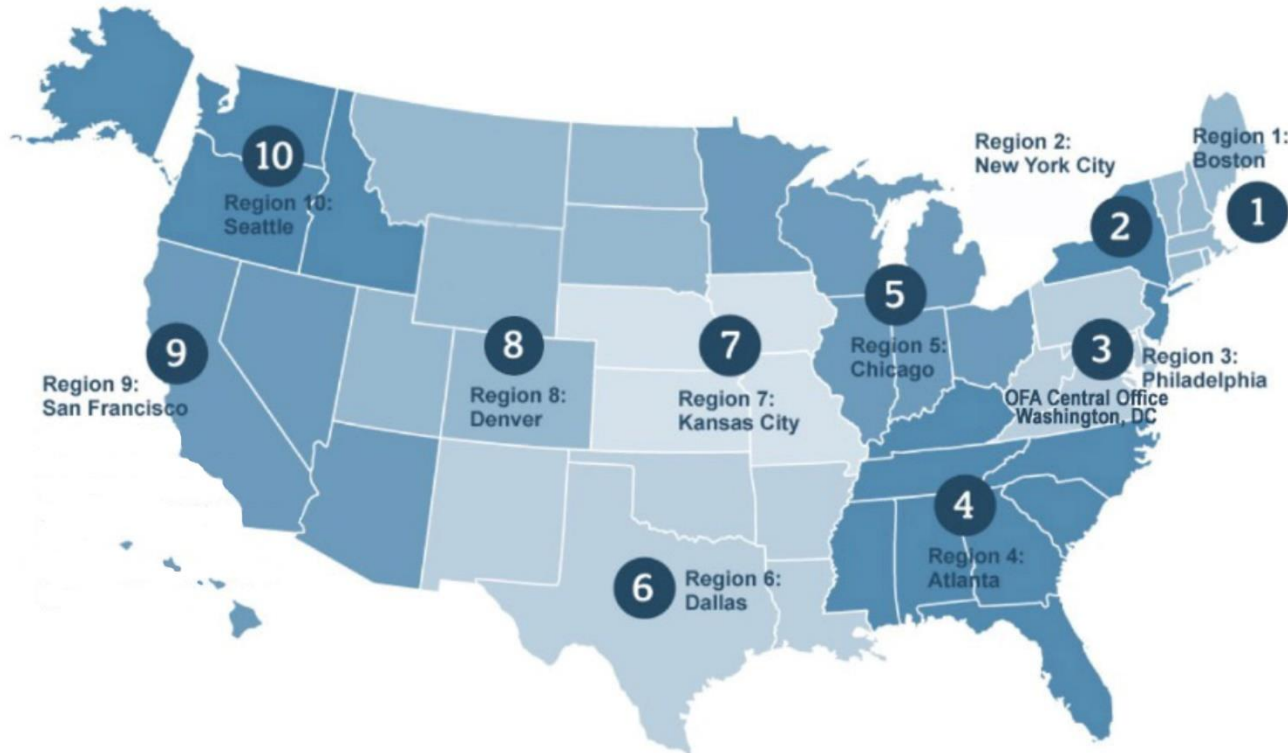 Region 2:
New York City
Region 1:
Boston
10
Region 10:
Seattle
2
1
5
Region 5:
Chicago
9
Region 9:
San Francisco
8
Region 8:
Denver
7
Region 7:
Kansas City
3
Region 3:
Philadelphia
OFA Central Office
Washington, DC
4
Region 4:
Atlanta
6
Region 6:
Dallas